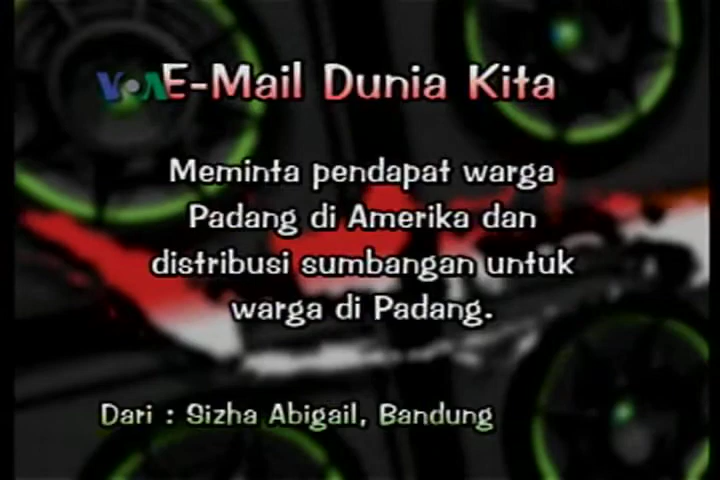 VOA E-Mail Dunia Kita
Meminta pendapat warga
Padang di Amerika dan
distribusi sumbangan untuk
warga di Padang.
Dari : Sizha Abigail, Bandung